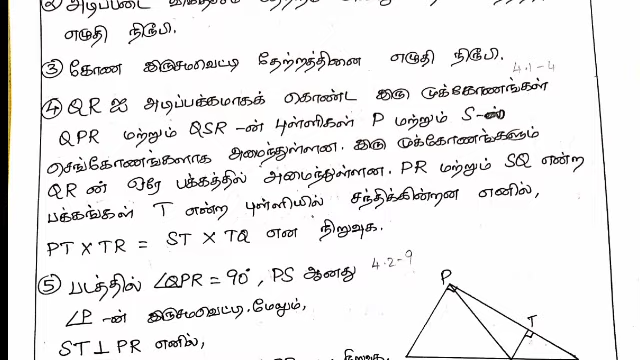 ② அடிப்படை
எழுதி நிரூபி.
③ கோண இருசமவெட்டி தேற்றத்தினை எழுதி நிரூபி.
4.1-4
④ QR ஐ அடிப்பக்கமாகக் கொண்ட இரு முக்கோணங்கள்
QPR மற்றும் QSR -ன் புள்ளிகள் P மற்றும் S-ல்
செங்கோணங்களாக அமைந்துள்ளன. இரு முக்கோணங்களும்
QR ன் ஒரே பக்கத்தில் அமைந்துள்ளன. PR மற்றும் SQ என்ற
பக்கங்கள் T என்ற புள்ளியில் சந்திக்கின்றன எனில்,
PT X TR = ST X TQ என நிறுவுக.
⑤ படத்தில் ∠QPR = 90°, PS ஆனது 4.2-9
∠P -ன் இருசமவெட்டி. மேலும்,
ST⊥PR எனில்,
நிறுவுக.
P
T